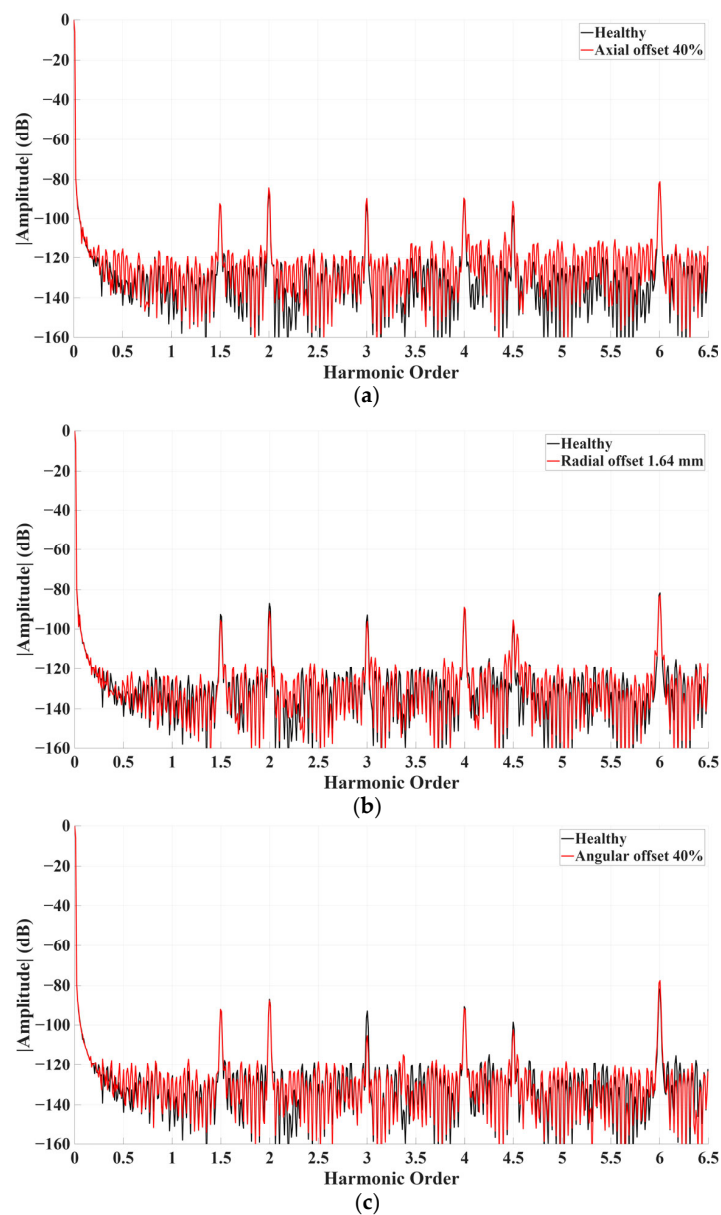 0
−20
−40
−60
−80
−100
−120
−140
−160
|Amplitude| (dB)
Healthy
Axial offset 40%
0 0.5 1 1.5 2 2.5 3 3.5 4 4.5 5 5.5 6 6.5
Harmonic Order
(a)
0
−20
−40
−60
−80
−100
−120
−140
−160
|Amplitude| (dB)
Healthy
Radial offset 1.64 mm
0 0.5 1 1.5 2 2.5 3 3.5 4 4.5 5 5.5 6 6.5
Harmonic Order
(b)
0
−20
−40
−60
−80
−100
−120
−140
−160
|Amplitude| (dB)
Healthy
Angular offset 40%
0 0.5 1 1.5 2 2.5 3 3.5 4 4.5 5 5.5 6 6.5
Harmonic Order
(c)